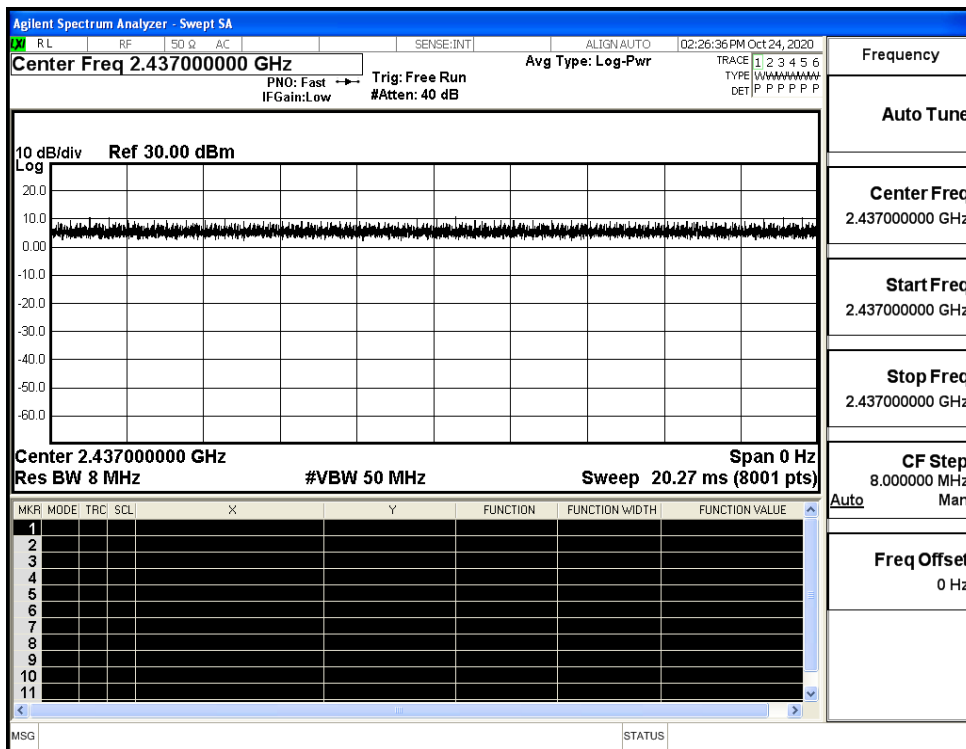 Agilent Spectrum Analyzer - Swept SA
LXI RL RF 50 Ω AC SENSE:INT ALIGN AUTO 02:26:36 PM Oct 24, 2020
Center Freq 2.437000000 GHz
PNO: Fast
IFGain:Low
Trig: Free Run
#Atten: 40 dB
Avg Type: Log-Pwr
TRACE 1 2 3 4 5 6
TYPE WWWWWW
DET P P P P P P
10 dB/div Ref 30.00 dBm
Log
20.0
10.0
0.00
-10.0
-20.0
-30.0
-40.0
-50.0
-60.0
Center 2.437000000 GHz Span 0 Hz
Res BW 8 MHz #VBW 50 MHz Sweep 20.27 ms (8001 pts)
MKR MODE TRC SCL X Y FUNCTION FUNCTION WIDTH FUNCTION VALUE
1
2
3
4
5
6
7
8
9
10
11
MSG STATUS
Frequency
Auto Tune
Center Freq
2.437000000 GHz
Start Freq
2.437000000 GHz
Stop Freq
2.437000000 GHz
CF Step
8.000000 MHz
Auto Man
Freq Offset
0 Hz